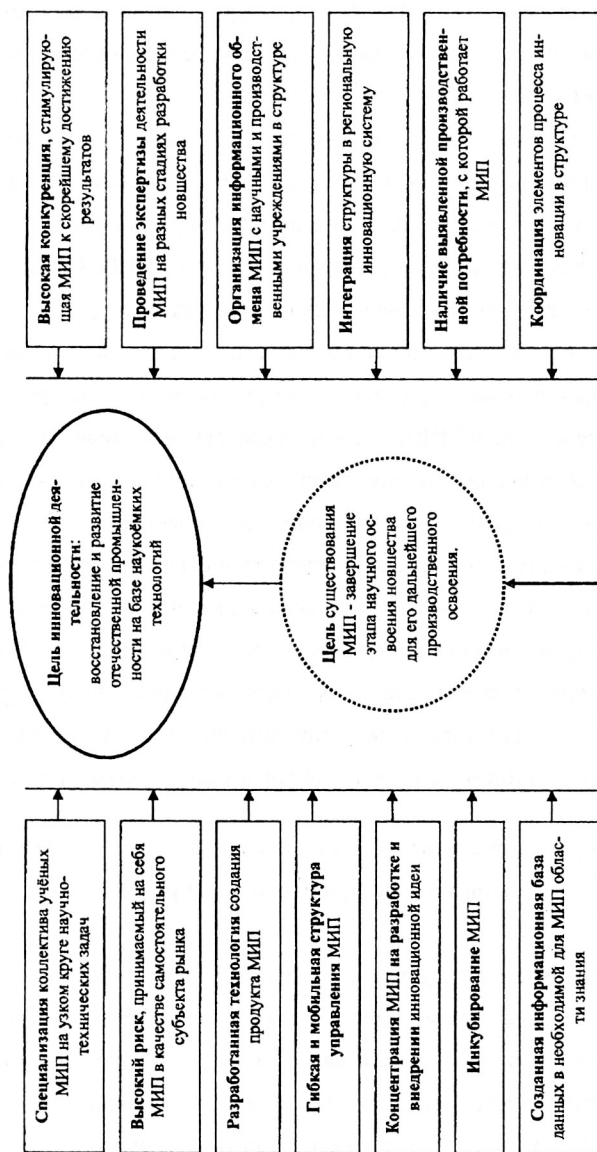 Специализация коллектива учёных
МИП на узком круге научно-
технических задач
Высокий риск, принимаемый на себя
МИП в качестве самостоятельного
субъекта рынка
Разработанная технология создания
продукта МИП
Гибкая и мобильная структура
управления МИП
Концентрация МИП на разработке и
внедрении инновационной идеи
Инкубирование МИП
Созданная информационная база
данных в необходимой для МИП облас-
ти знания
Цель инновационной дея-
тельности:
восстановление и развитие
отечественной промышлен-
ности на базе наукоёмких
технологий
Цель существования
МИП - завершение
этапа научного ос-
воения новшества
для его дальнейшего
производственного
освоения.
Высокая конкуренция, стимулирую-
щая МИП к скорейшему достижению
результатов
Проведение экспертизы деятельности
МИП на разных стадиях разработки
новшества
Организация информационного об-
мена МИП с научными и производст-
венными учреждениями в структуре
Интеграция структуры в региональную
инновационную систему
Наличие выявленной производствен-
ной потребности, с которой работает
МИП
Координация элементов процесса ин-
новации в структуре